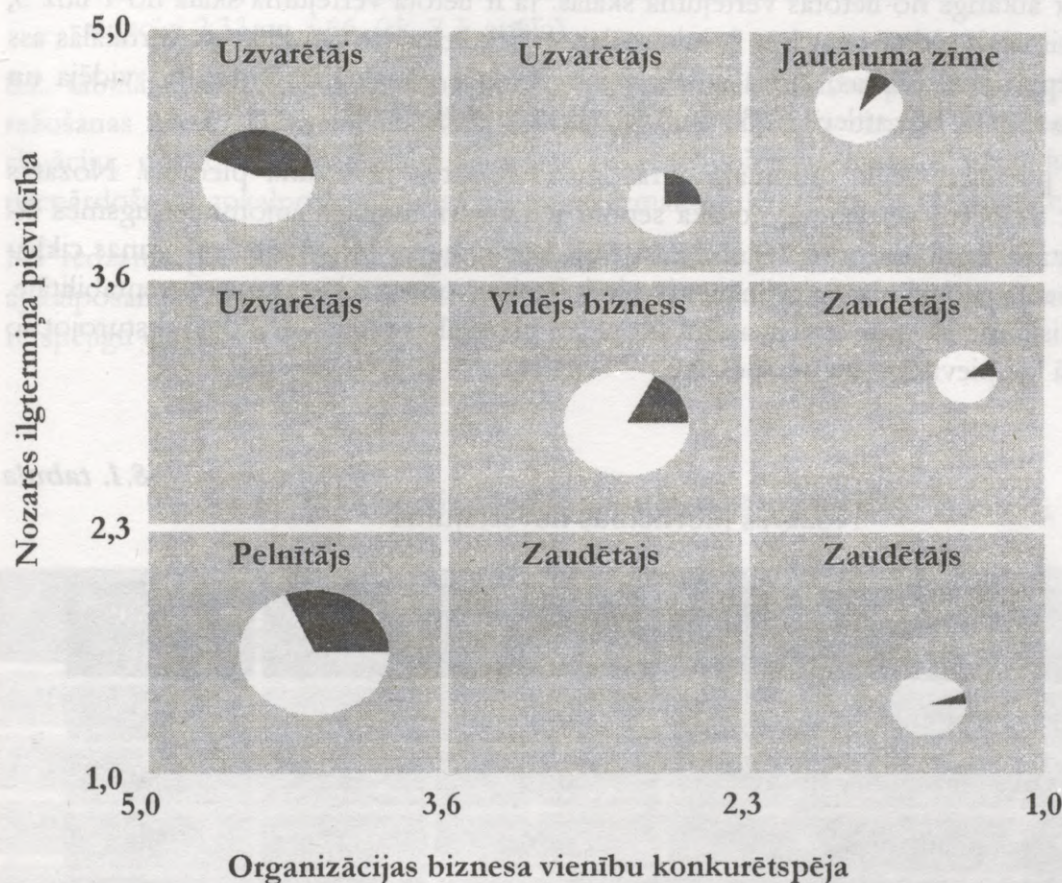 5,0
Uzvarētājs Uzvarētājs Jautājuma zīme
3,6
Uzvarētājs Vidējs bizness Zaudētājs
2,3
Pelnītājs Zaudētājs Zaudētājs
1,0
5,0 3,6 2,3 1,0
Nozares ilgtermiņa pievilcība
Organizācijas biznesa vienību konkurētspēja